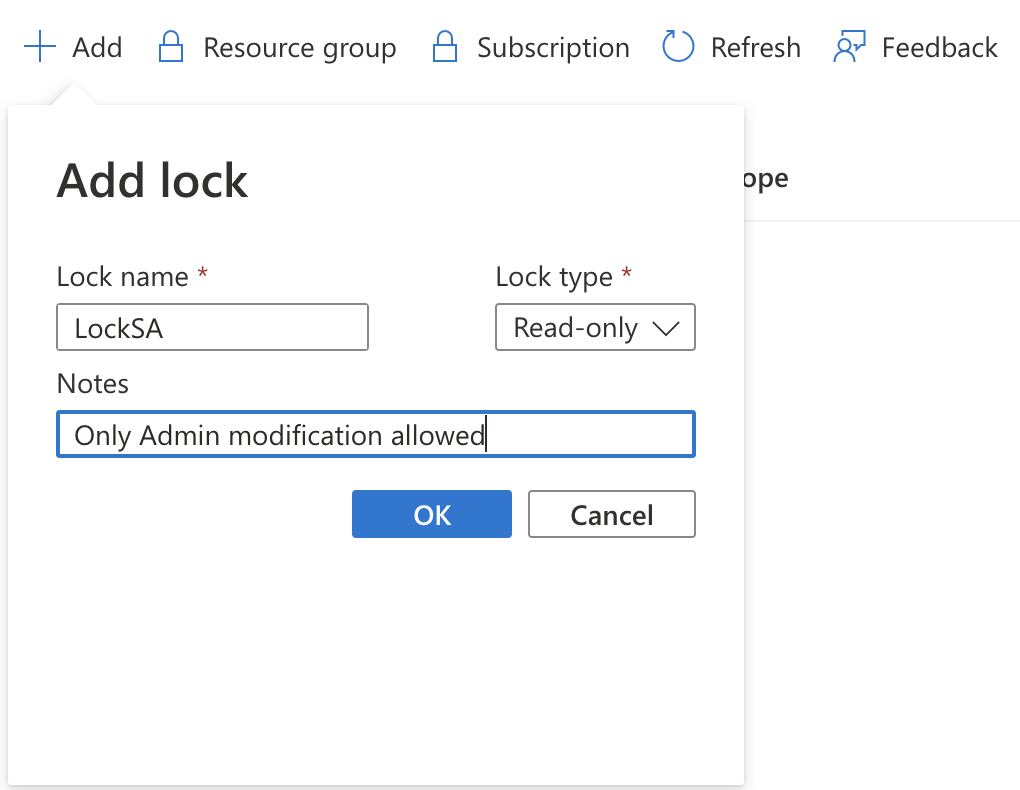 Add Resource group Subscription Refresh Feedback
Add lock
ope
Lock name * Lock type *
LockSA Read-only
Notes
Only Admin modification allowed
OK Cancel